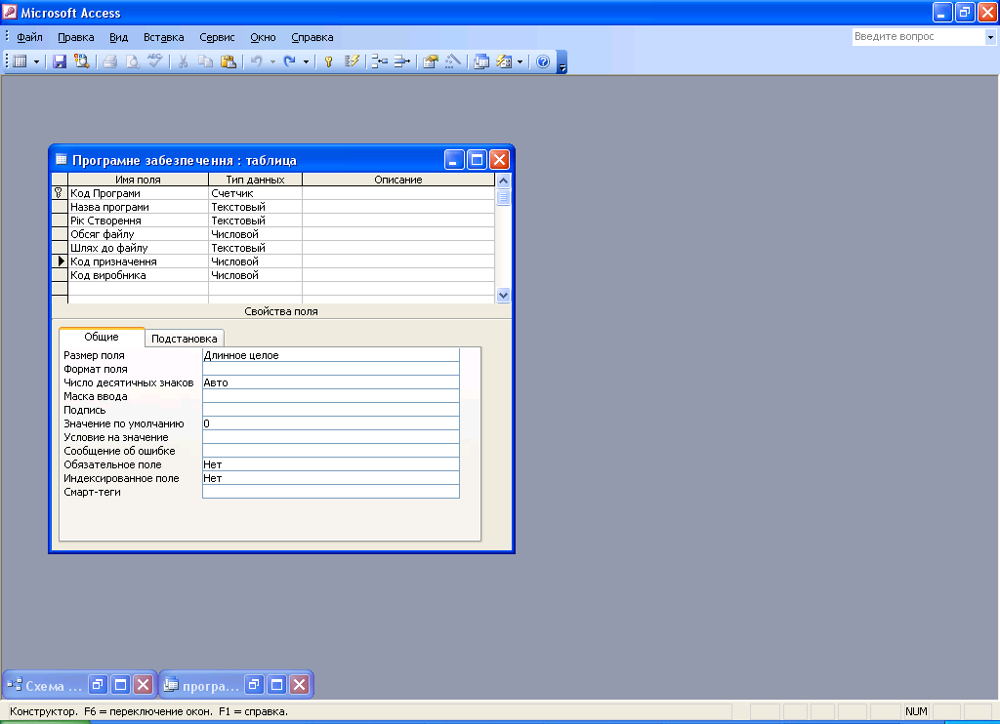 Microsoft Access
Файл Правка Вид Вставка Сервис Окно Справка Введите вопрос
Програмне забезпечення : таблица
Имя поля Тип данных Описание
Код Програми Счетчик
Назва програми Текстовый
Рік Створення Текстовый
Обсяг файлу Числовой
Шлях до файлу Текстовый
Код призначення Числовой
Код виробника Числовой
Свойства поля
Общие Подстановка
Размер поля Длинное целое
Формат поля
Число десятичных знаков Авто
Маска ввода
Подпись
Значение по умолчанию 0
Условие на значение
Сообщение об ошибке
Обязательное поле Нет
Индексированное поле Нет
Смарт-теги
Схема ... програ...
Конструктор. F6 = переключение окон. F1 = справка. NUM